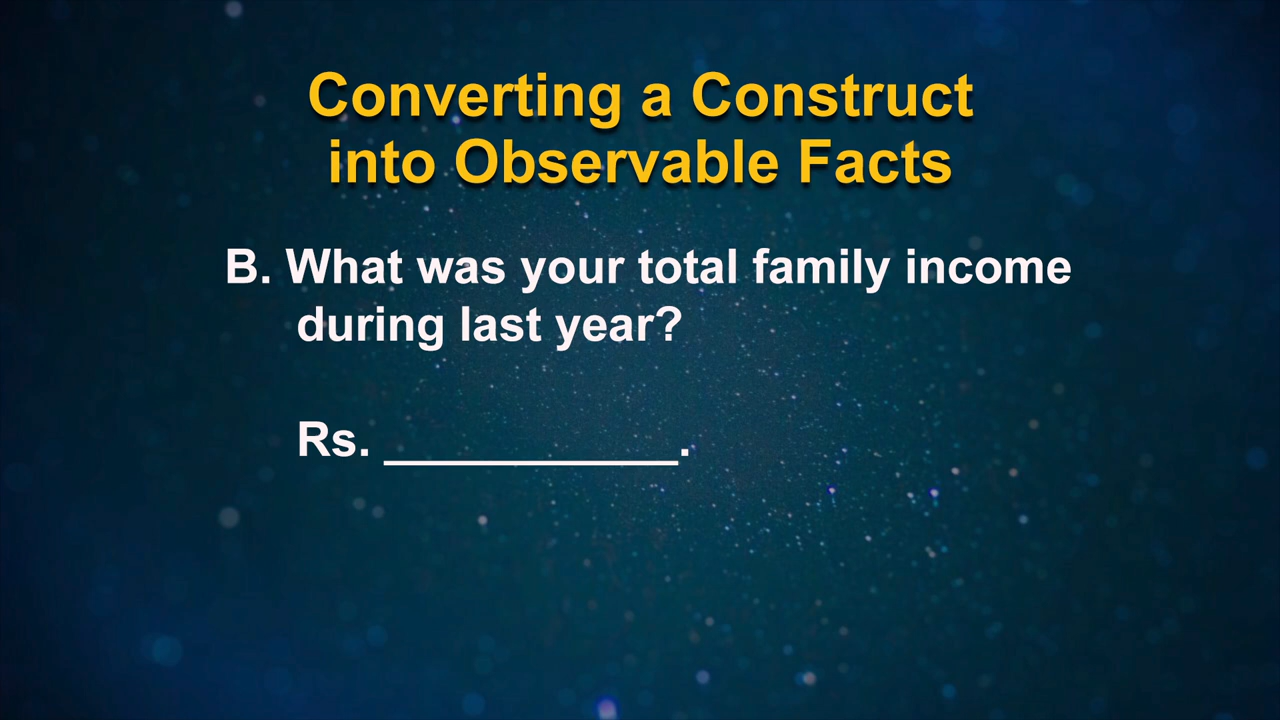 Converting a Construct
into Observable Facts
B. What was your total family income
during last year?
Rs. ___________.